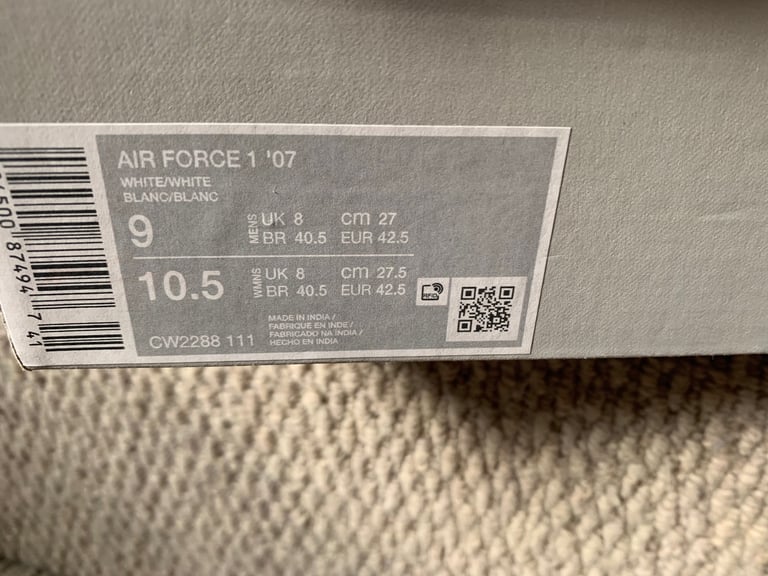 AIR FORCE 1 '07
WHITE/WHITE
BLANC/BLANC
9 MENS UK 8 cm 27
BR 40.5 EUR 42.5
10.5 WMNS UK 8 cm 27.5
BR 40.5 EUR 42.5
RFID
MADE IN INDIA /
FABRIQUE EN INDE /
FABRICADO NA INDIA /
HECHO EN INDIA
CW2288 111
87494 7 41